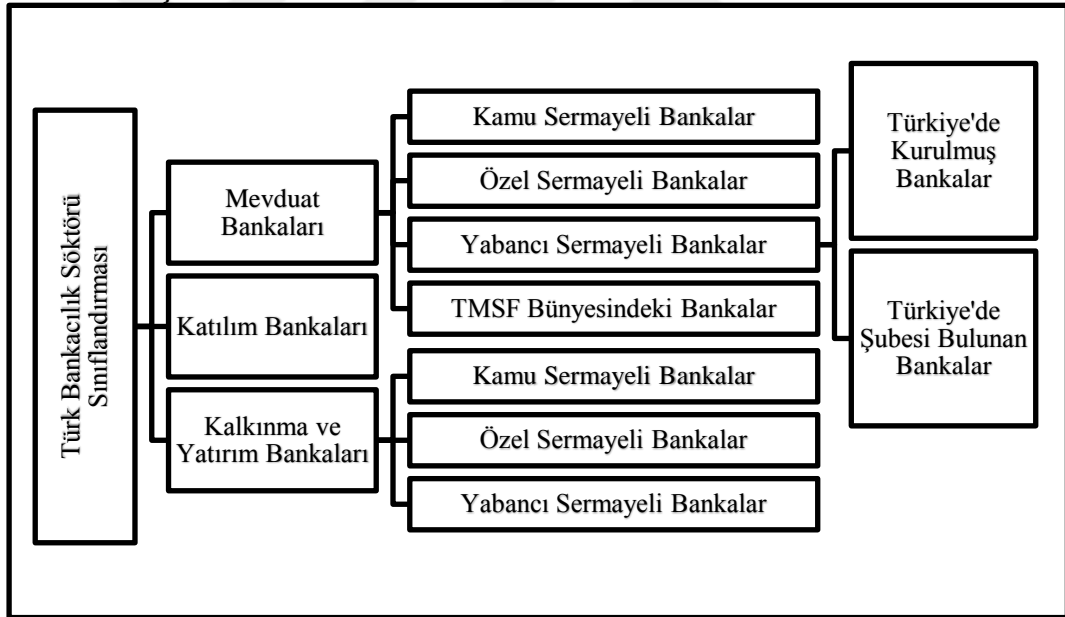 Türk Bankacılık Söktörü
Sınıflandırması
Mevduat
Bankaları
Kamu Sermayeli Bankalar
Özel Sermayeli Bankalar
Yabancı Sermayeli Bankalar
Türkiye'de
Kurulmuş
Bankalar
Türkiye'de
Şubesi Bulunan
Bankalar
TMSF Bünyesindeki Bankalar
Katılım Bankaları
Kalkınma ve
Yatırım Bankaları
Kamu Sermayeli Bankalar
Özel Sermayeli Bankalar
Yabancı Sermayeli Bankalar